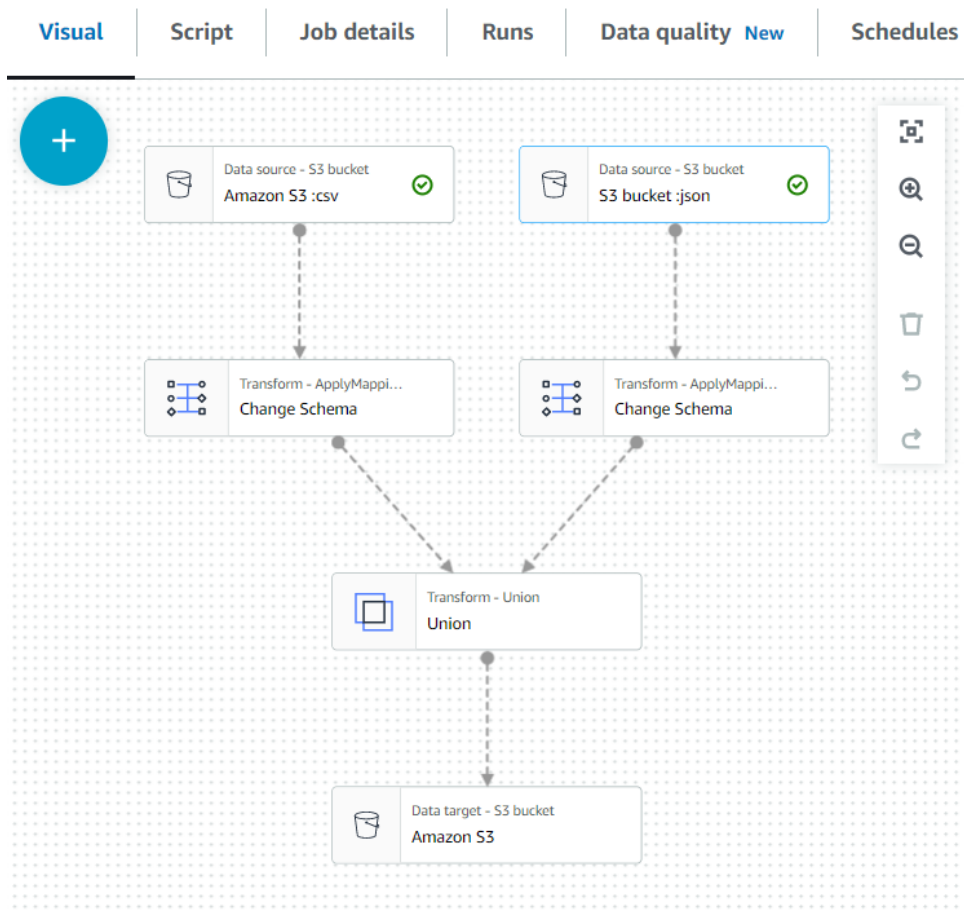 Visual Script Job details Runs Data quality New Schedules
Data source - S3 bucket
Amazon S3 :csv
Data source - S3 bucket
S3 bucket :json
Transform - ApplyMappi...
Change Schema
Transform - ApplyMappi...
Change Schema
Transform - Union
Union
Data target - S3 bucket
Amazon S3